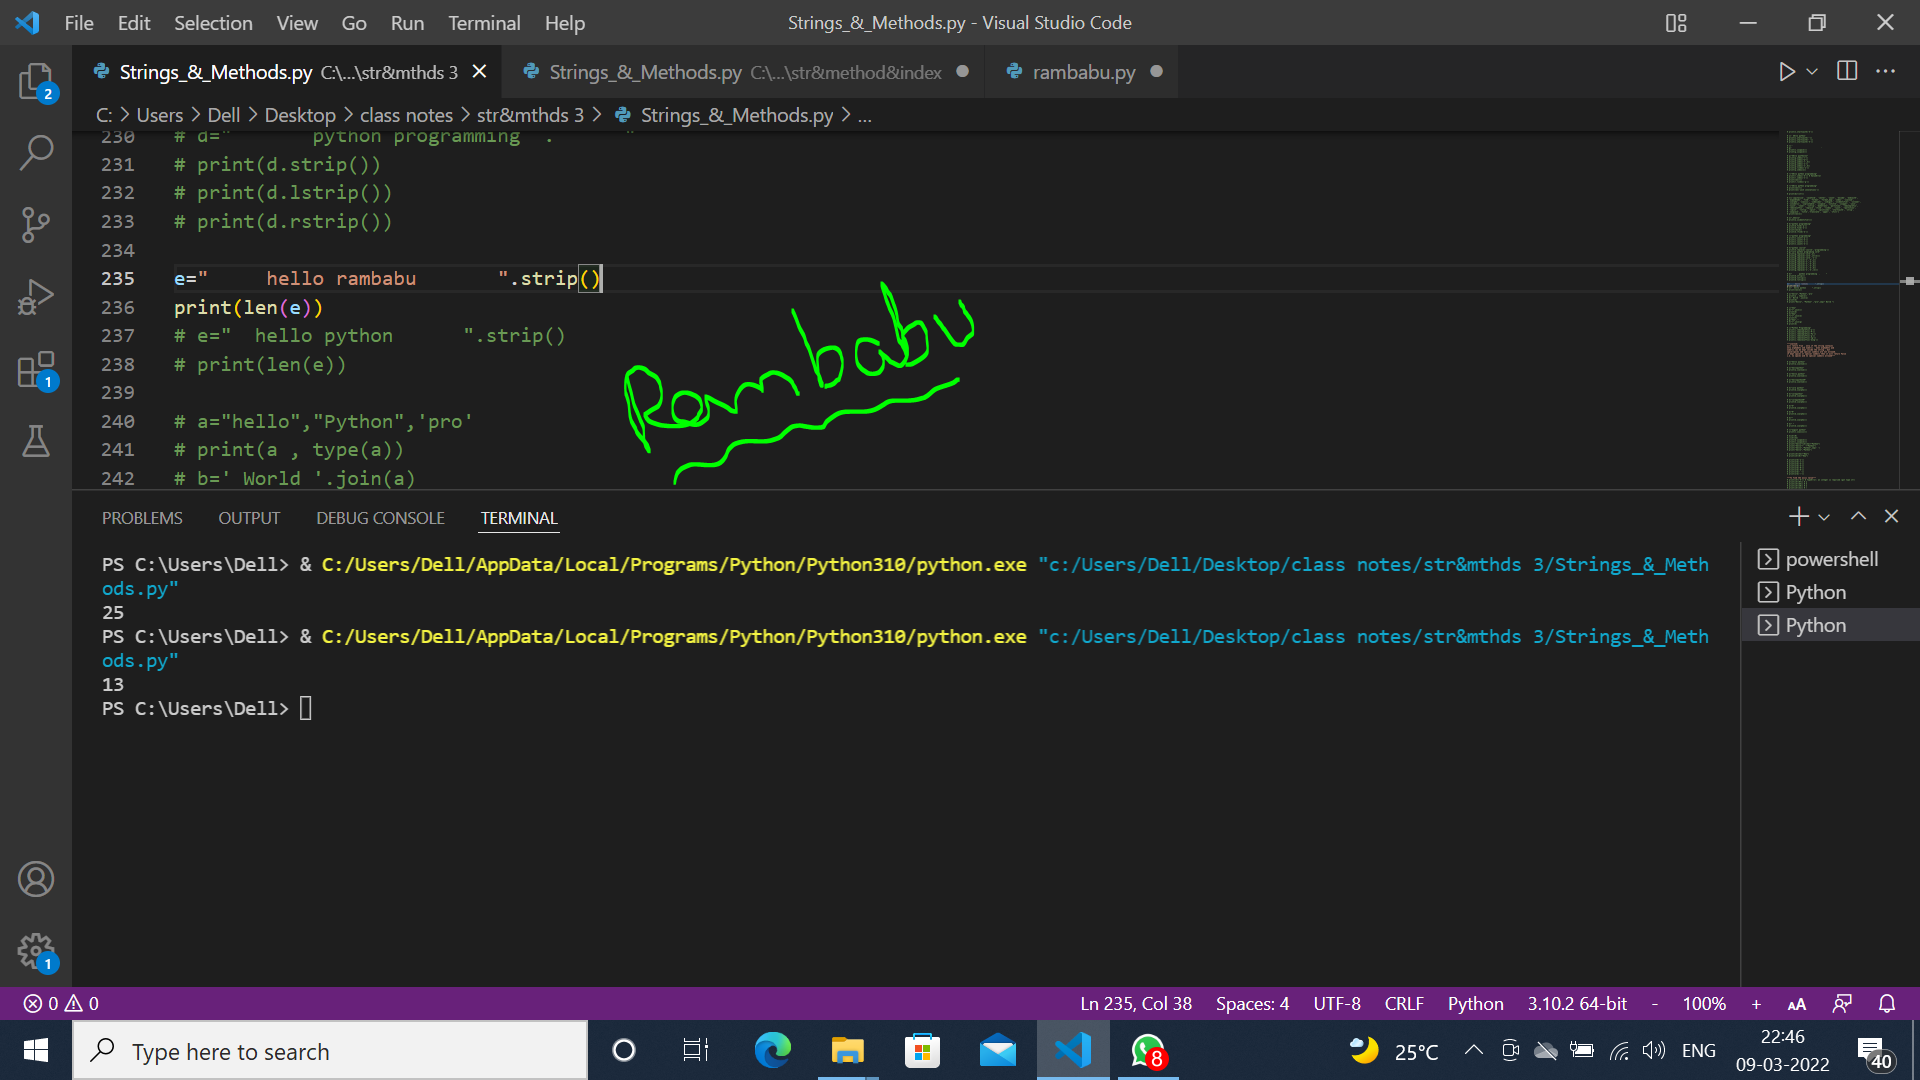 File Edit Selection View Go Run Terminal Help Strings_&_Methods.py - Visual Studio Code
Strings_&_Methods.py C:\...\str&mthds 3 Strings_&_Methods.py C:\...\str&method&index rambabu.py
C: > Users > Dell > Desktop > class notes > str&mthds 3 > Strings_&_Methods.py > ...
230 # d="       python programming  .      "
231 # print(d.strip())
232 # print(d.lstrip())
233 # print(d.rstrip())
234
235 e="     hello rambabu       ".strip()
236 print(len(e))
237 # e="  hello python      ".strip()
238 # print(len(e))
239
240 # a="hello","Python",'pro'
241 # print(a , type(a))
242 # b=' World '.join(a)
Rambabu
PROBLEMS OUTPUT DEBUG CONSOLE TERMINAL
PS C:\Users\Dell> & C:/Users/Dell/AppData/Local/Programs/Python/Python310/python.exe "c:/Users/Dell/Desktop/class notes/str&mthds 3/Strings_&_Meth
ods.py"
25
PS C:\Users\Dell> & C:/Users/Dell/AppData/Local/Programs/Python/Python310/python.exe "c:/Users/Dell/Desktop/class notes/str&mthds 3/Strings_&_Meth
ods.py"
13
PS C:\Users\Dell>
powershell
Python
Python
2
1
1
0 0 Ln 235, Col 38 Spaces: 4 UTF-8 CRLF Python 3.10.2 64-bit - 100% + AA
Type here to search 8 25°C ENG 22:46
09-03-2022 40